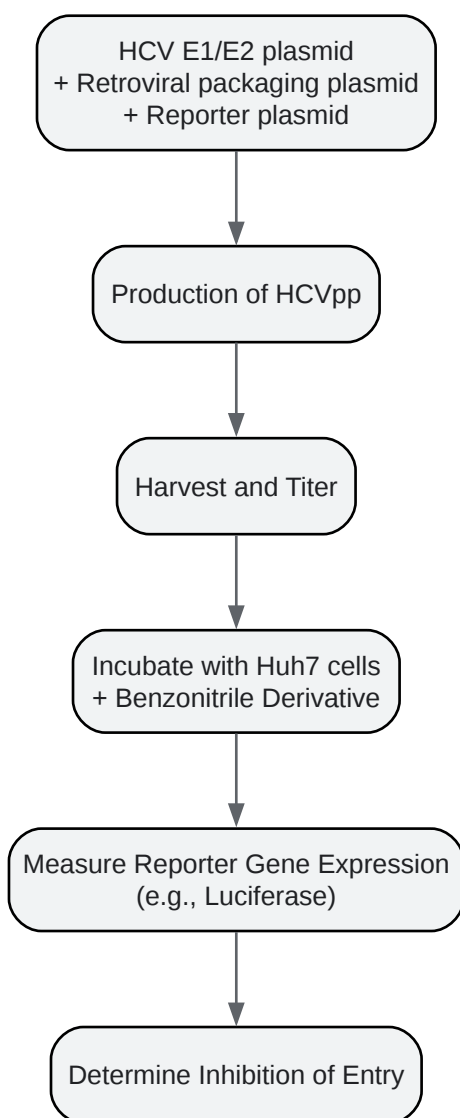 HCV E1/E2 plasmid
+ Retroviral packaging plasmid
+ Reporter plasmid
Production of HCVpp
Harvest and Titer
Incubate with Huh7 cells
+ Benzonitrile Derivative
Measure Reporter Gene Expression
(e.g., Luciferase)
Determine Inhibition of Entry